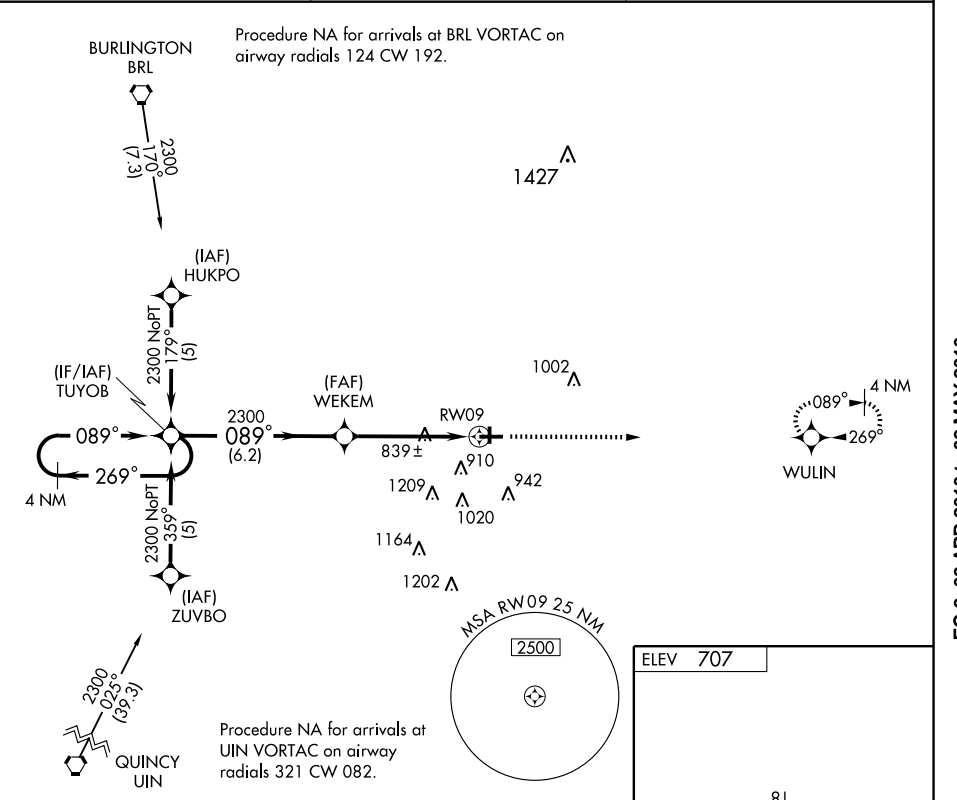 Procedure NA for arrivals at BRL VORTAC on
airway radials 124 CW 192.
BURLINGTON
BRL
2300
170°
(7.3)
1427
(IAF)
HUKPO
2300 NoPT
179°
(5)
(IF/IAF)
TUYOB
(FAF)
WEKEM
1002
RW09
4 NM
089°
269°
WULIN
089°
2300
089°
(6.2)
839±
910
269°
4 NM
1209
942
1020
2300 NoPT
359°
(5)
1164
1202
(IAF)
ZUVBO
MSA RW09 25 NM
2500
ELEV 707
2300
025°
(39.3)
QUINCY
UIN
Procedure NA for arrivals at
UIN VORTAC on airway
radials 321 CW 082.